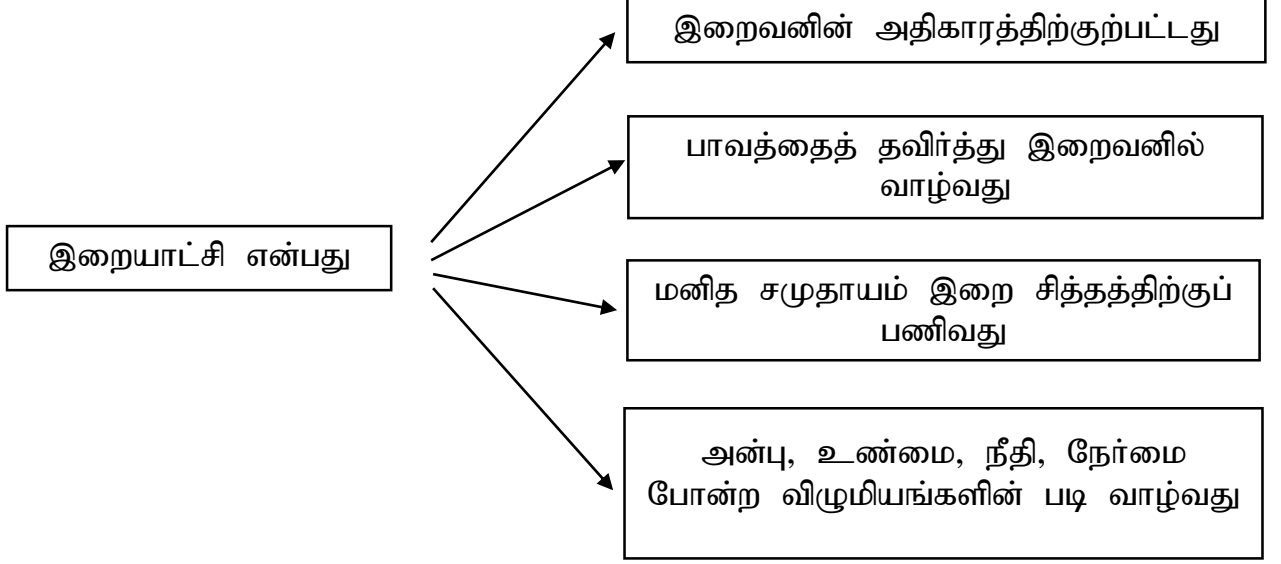 இறைவனின் அதிகாரத்திற்குற்பட்டது
பாவத்தைத் தவிர்த்து இறைவனில்
வாழ்வது
இறையாட்சி என்பது
மனித சமுதாயம் இறை சித்தத்திற்குப்
பணிவது
அன்பு, உண்மை, நீதி, நேர்மை
போன்ற விழுமியங்களின் படி வாழ்வது